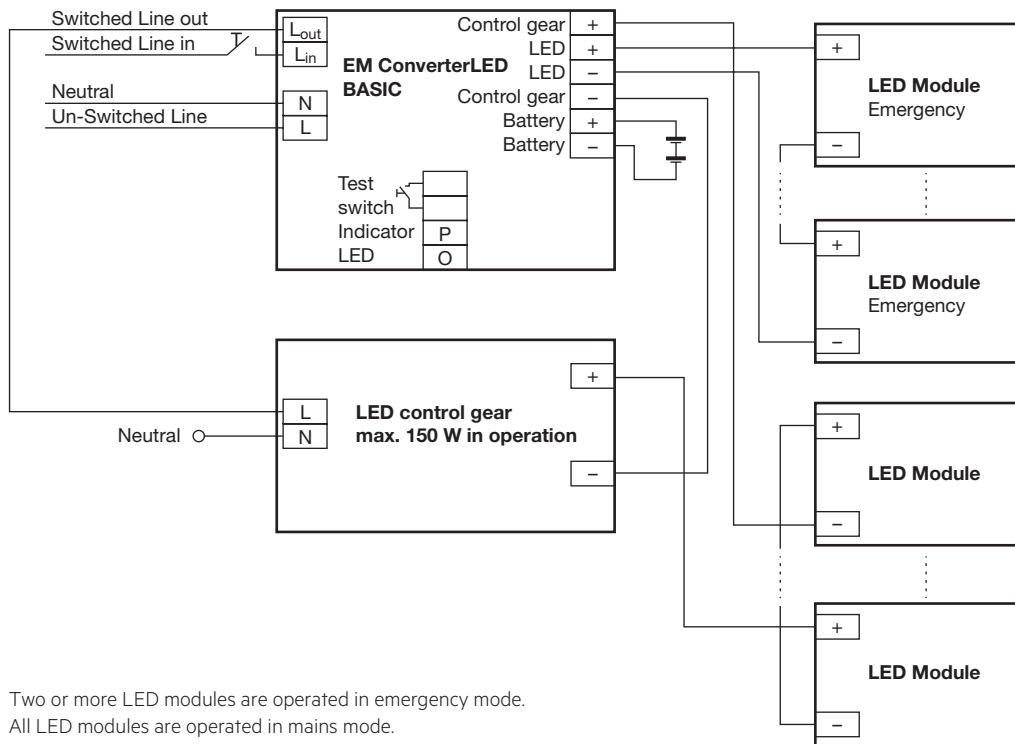 Switched Line out
Switched Line in
Neutral
Un-Switched Line
Lout
Lin
N
L
EM ConverterLED
BASIC
Control gear +
LED +
LED –
Control gear –
Battery +
Battery –
Test
switch
Indicator P
LED O
+
LED Module
Emergency
–
+
LED Module
Emergency
–
Neutral
L
N
LED control gear
max. 150 W in operation
+
–
+
LED Module
–
+
LED Module
–
Two or more LED modules are operated in emergency mode.
All LED modules are operated in mains mode.